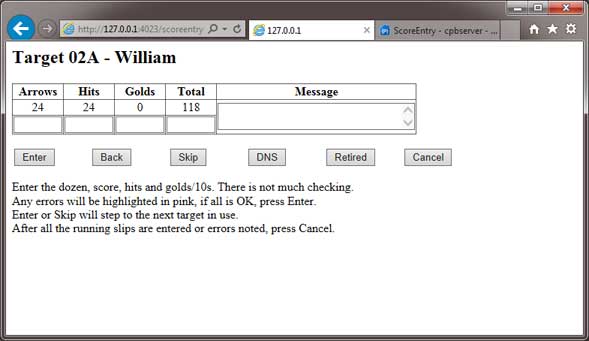 http://127.0.0.1:4023/scoreentry
127.0.0.1
ScoreEntry - cpbserver - ...
Target 02A - William
Arrows Hits Golds Total Message
24 24 0 118
Enter Back Skip DNS Retired Cancel
Enter the dozen, score, hits and golds/10s. There is not much checking.
Any errors will be highlighted in pink, if all is OK, press Enter.
Enter or Skip will step to the next target in use.
After all the running slips are entered or errors noted, press Cancel.